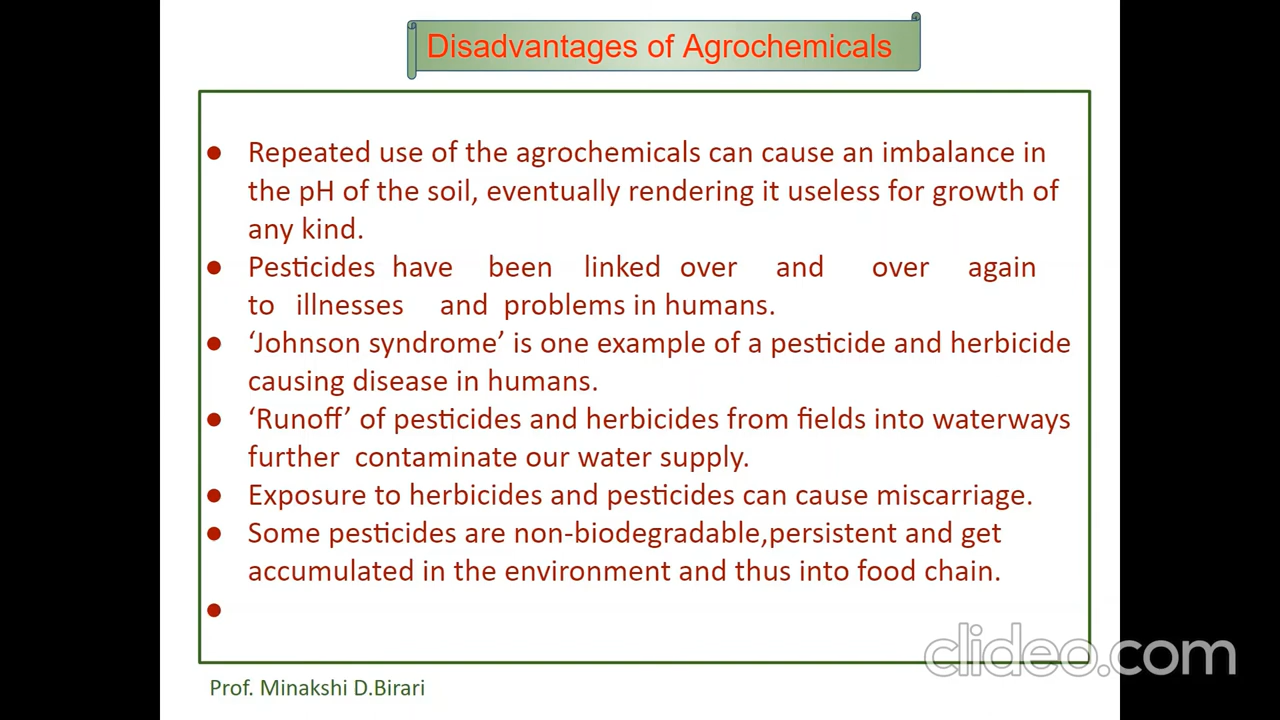 Disadvantages of Agrochemicals
● Repeated use of the agrochemicals can cause an imbalance in
the pH of the soil, eventually rendering it useless for growth of
any kind.
● Pesticides have been linked over and over again
to illnesses and problems in humans.
● ‘Johnson syndrome’ is one example of a pesticide and herbicide
causing disease in humans.
● ‘Runoff’ of pesticides and herbicides from fields into waterways
further contaminate our water supply.
● Exposure to herbicides and pesticides can cause miscarriage.
● Some pesticides are non-biodegradable,persistent and get
accumulated in the environment and thus into food chain.
●
clideo.com
Prof. Minakshi D.Birari